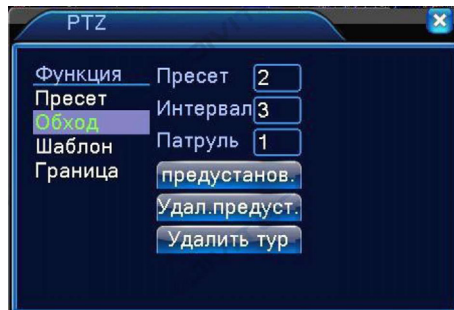 PTZ
Функция
Пресет
Обход
Шаблон
Граница
Пресет 2
Интервал 3
Патруль 1
предустанов.
Удал.предуст.
Удалить тур